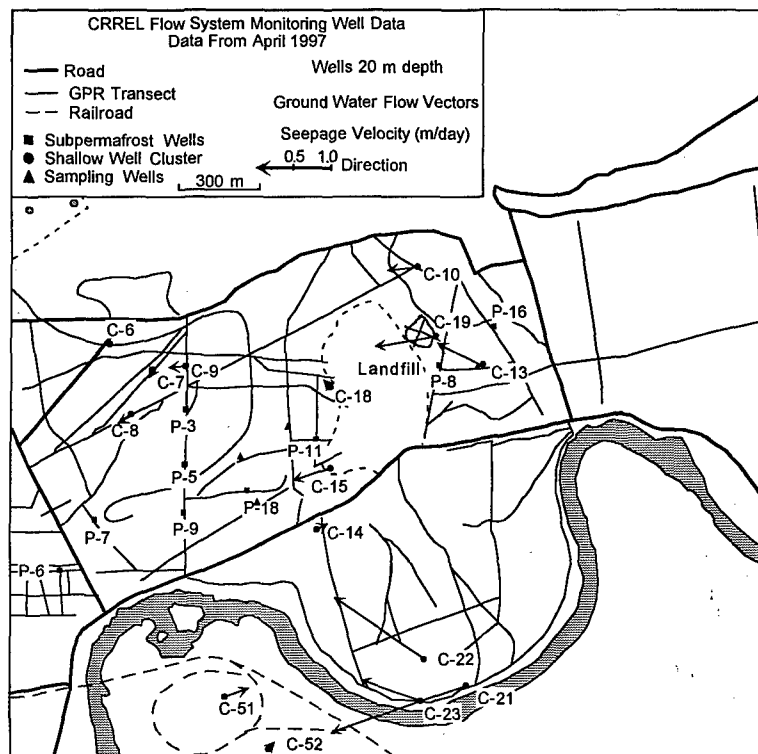 CRREL Flow System Monitoring Well Data
Data From April 1997
Road
Wells 20 m depth
GPR Transect
Ground Water Flow Vectors
Railroad
Seepage Velocity (m/day)
Subpermafrost Wells
Shallow Well Cluster
0.5 1.0 Direction
Sampling Wells
300 m
C-10
C-6
C-19
P-16
C-9
Landfill
C-7
P-8
C-13
C-18
P-3
C-8
P-11
P-5
C-15
P-18
P-9
P-7
C-14
P-6
C-22
C-21
C-51
C-23
C-52